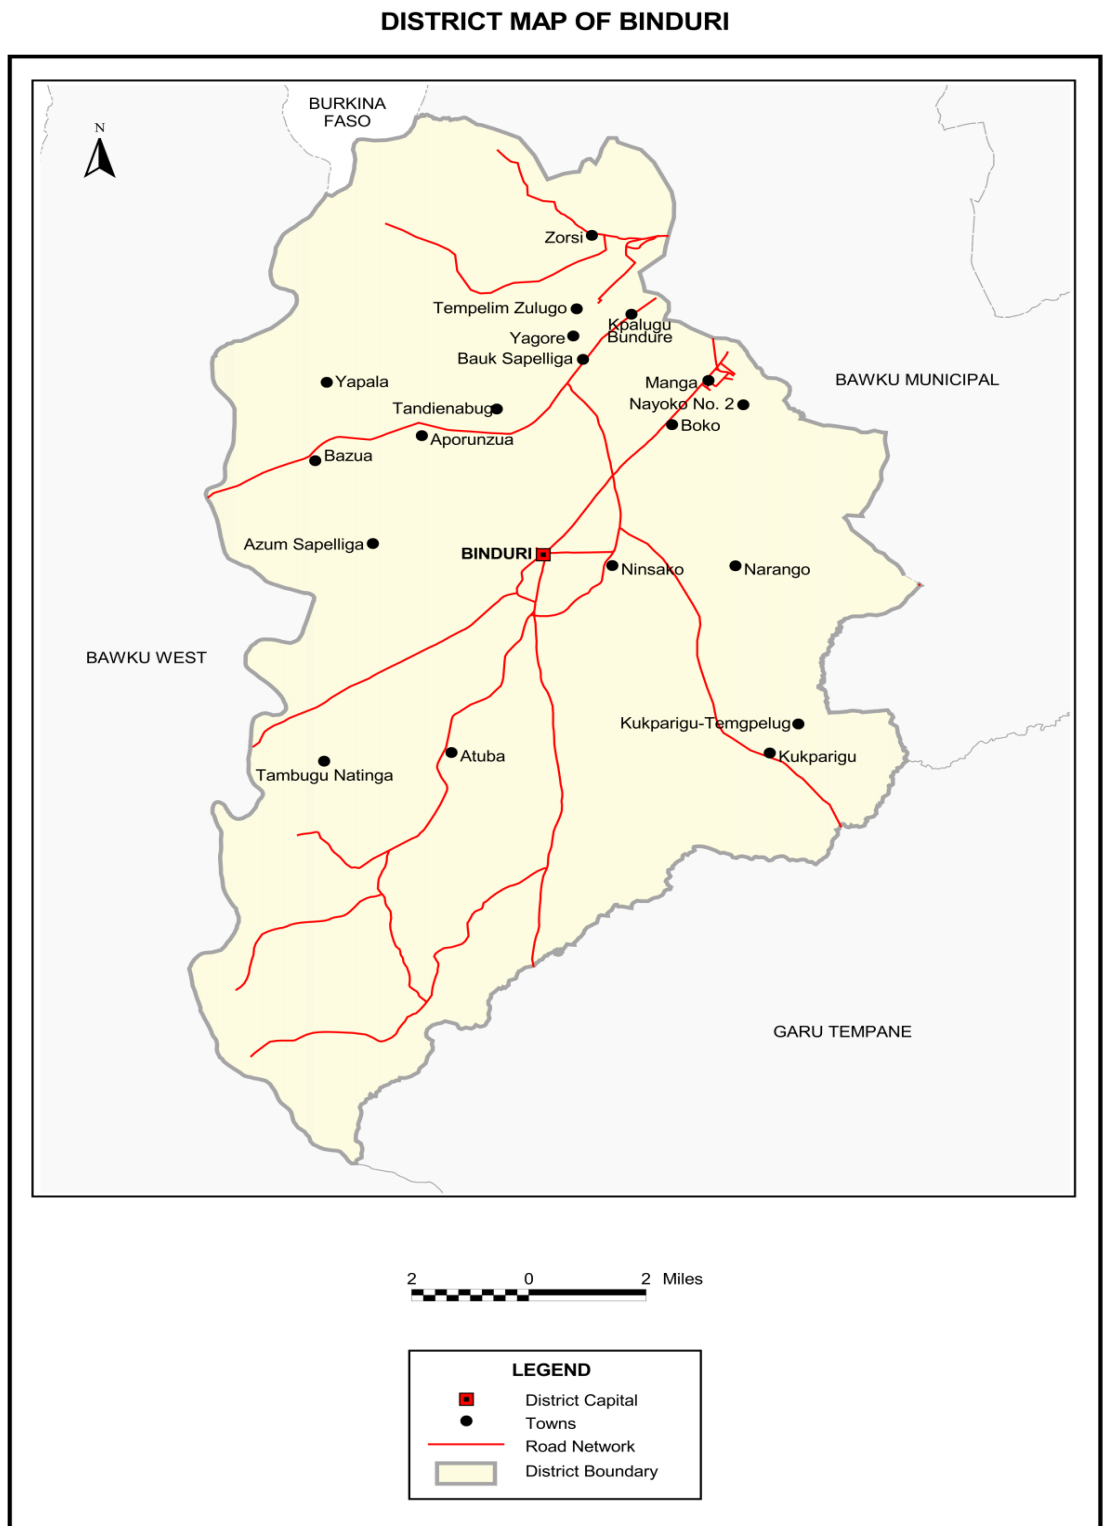 DISTRICT MAP OF BINDURI
BURKINA
FASO
N
Zorsi
Tempelim Zulugo
Kpalugu
Bundure
Yagore
Bauk Sapelliga
Yapala
Manga
BAWKU MUNICIPAL
Tandienabug
Nayoko No. 2
Aporunzua
Boko
Bazua
Azum Sapelliga
BINDURI
Ninsako
Narango
BAWKU WEST
Kukparigu-Temgpelug
Atuba
Kukparigu
Tambugu Natinga
GARU TEMPANE
2 0 2 Miles
LEGEND
District Capital
Towns
Road Network
District Boundary